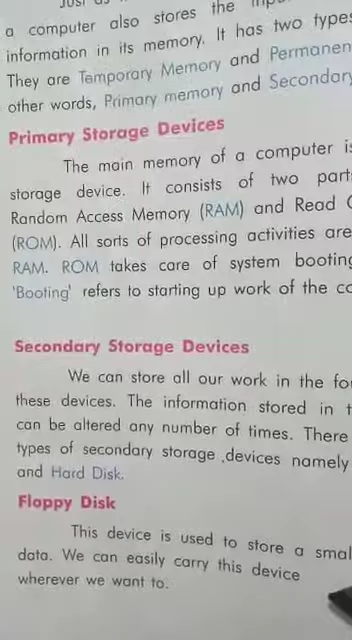 a computer also stores the
information in its memory. It has two types
They are Temporary Memory and Permanen
other words, Primary memory and Secondary
Primary Storage Devices
The main memory of a computer is
storage device. It consists of two part
Random Access Memory (RAM) and Read
(ROM). All sorts of processing activities are
RAM. ROM takes care of system booting
'Booting' refers to starting up work of the co
Secondary Storage Devices
We can store all our work in the fo
these devices. The information stored in t
can be altered any number of times. There
types of secondary storage devices namely
and Hard Disk.
Floppy Disk
This device is used to store a smal
data. We can easily carry this device
wherever we want to.